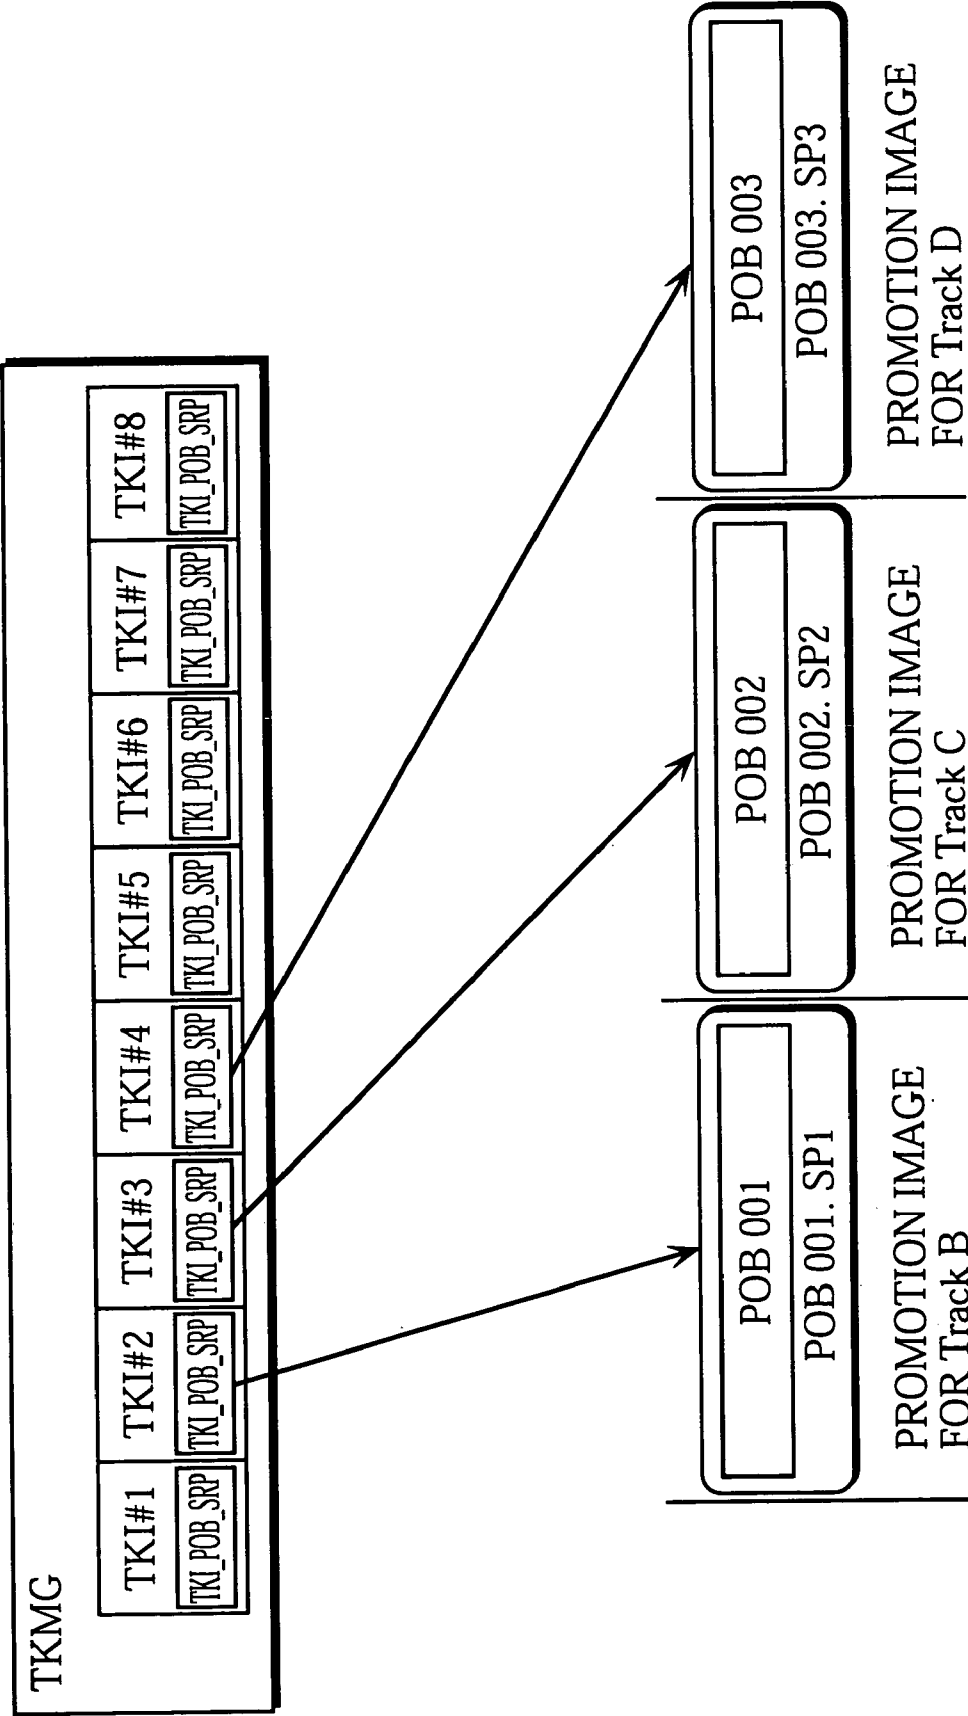 TKMG
TKI#1
TKI#2
TKI#3
TKI#4
TKI#5
TKI#6
TKI#7
TKI#8
TKI_POB_SRP
TKI_POB_SRP
TKI_POB_SRP
TKI_POB_SRP
TKI_POB_SRP
TKI_POB_SRP
TKI_POB_SRP
TKI_POB_SRP
POB 001
POB 001. SP1
PROMOTION IMAGE
FOR Track B
POB 002
POB 002. SP2
PROMOTION IMAGE
FOR Track C
POB 003
POB 003. SP3
PROMOTION IMAGE
FOR Track D